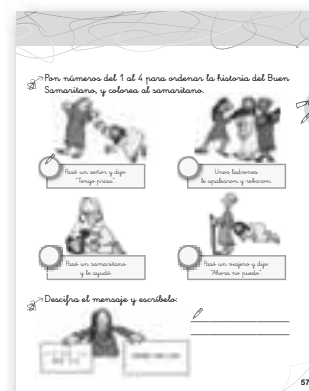 Pon números del 1 al 4 para ordenar la historia del Buen
Samaritano, y colorea al samaritano.
Pasó un señor y dijo:
"Tengo prisa".
Unos ladrones
le apalearon y robaron.
Pasó un samaritano
y le ayudó.
Pasó un viajero y dijo:
"Ahora no puedo".
Descifra el mensaje y escríbelo:
57